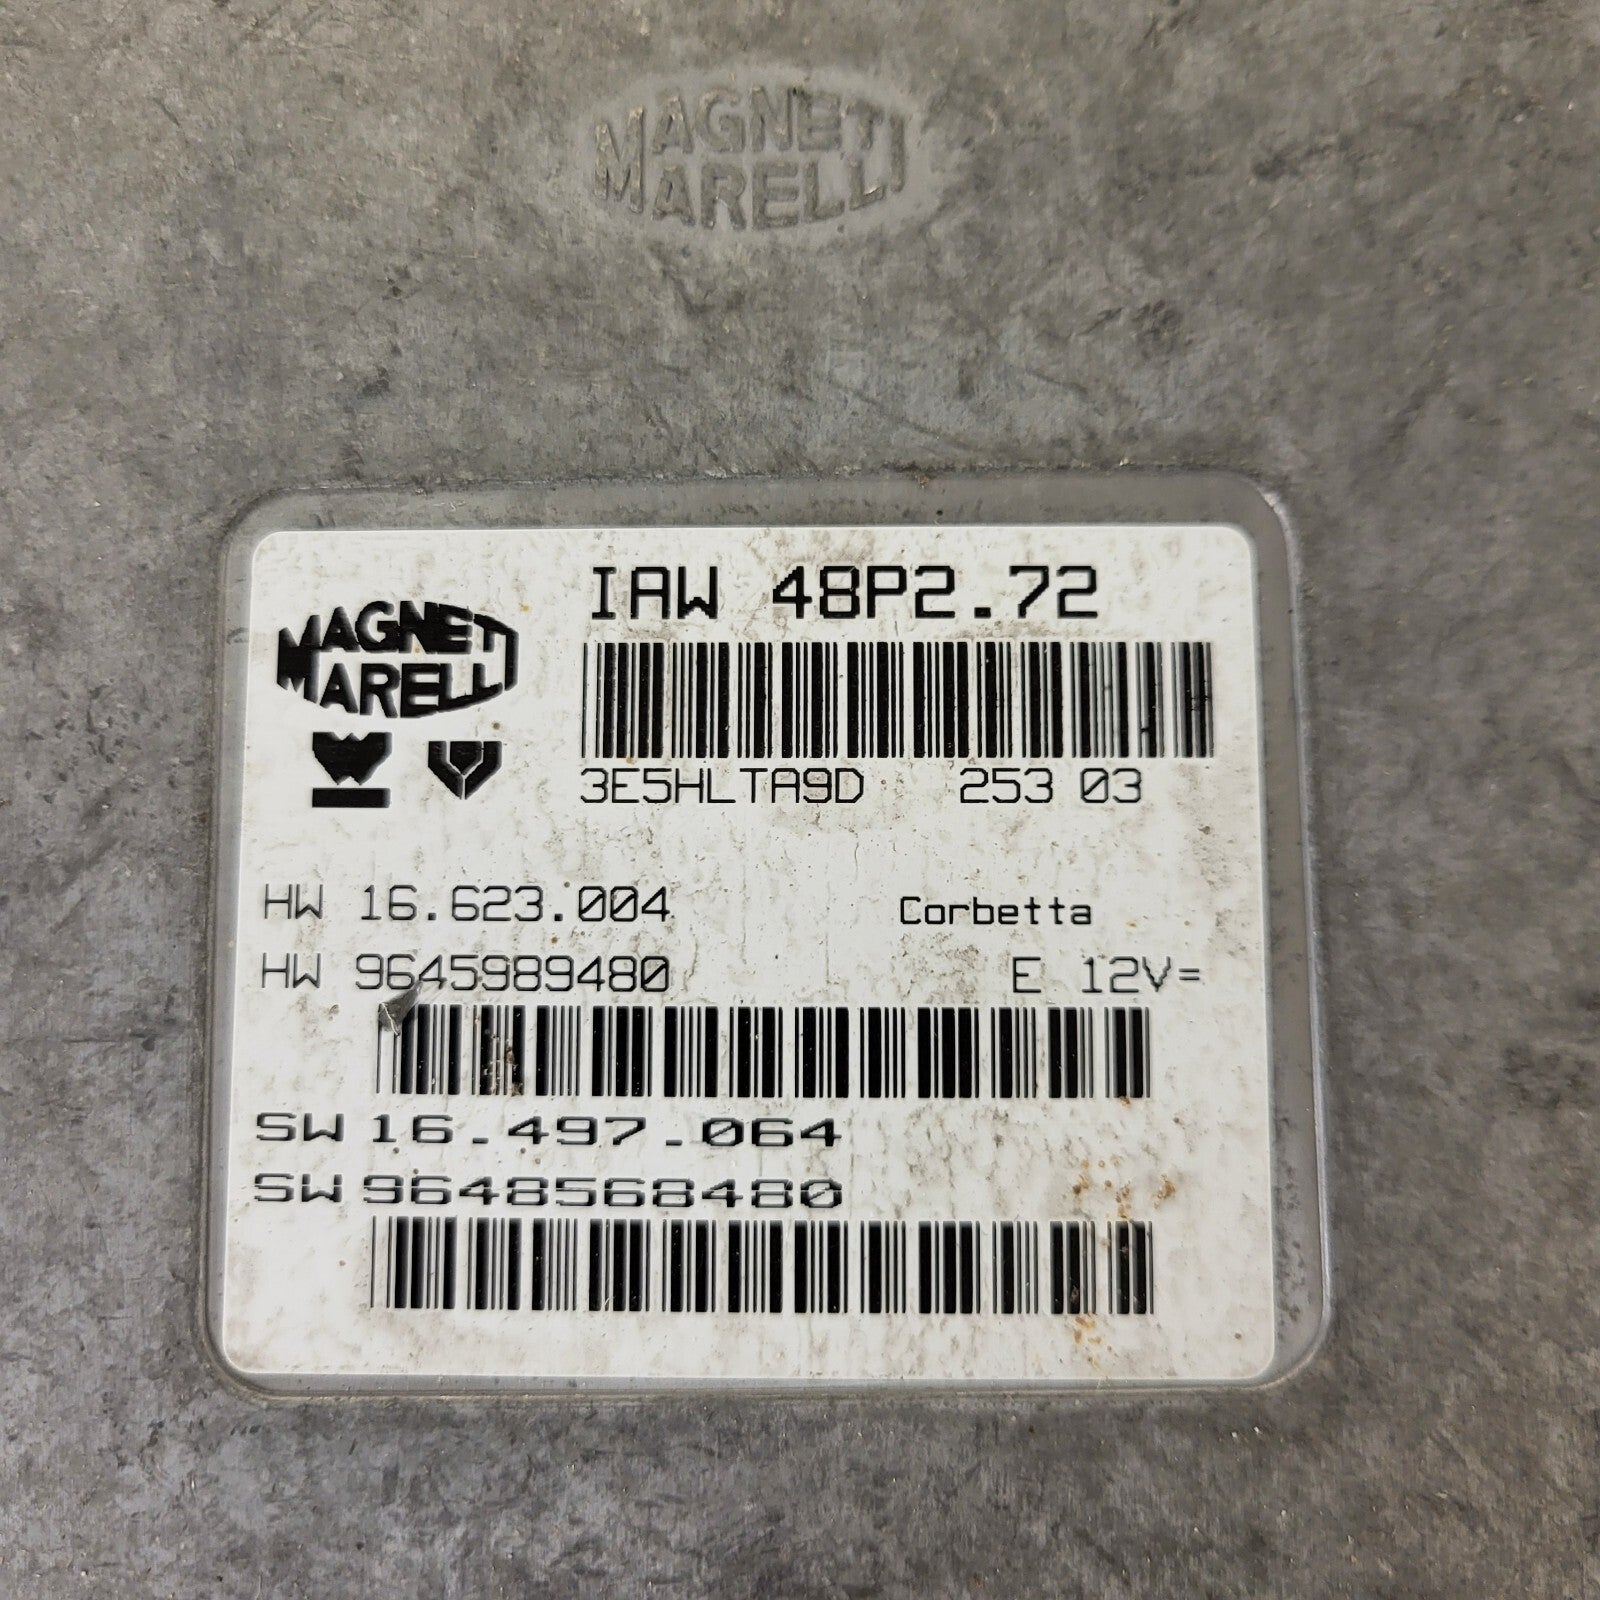 MAGNETI
MARELLI
IAW 48P2.72
MAGNETI
MARELLI
3E5HLTA9D 253 03
HW 16.623.004 Corbetta
HW 9645989480 E 12V=
SW 16.497.064
SW 9648568480